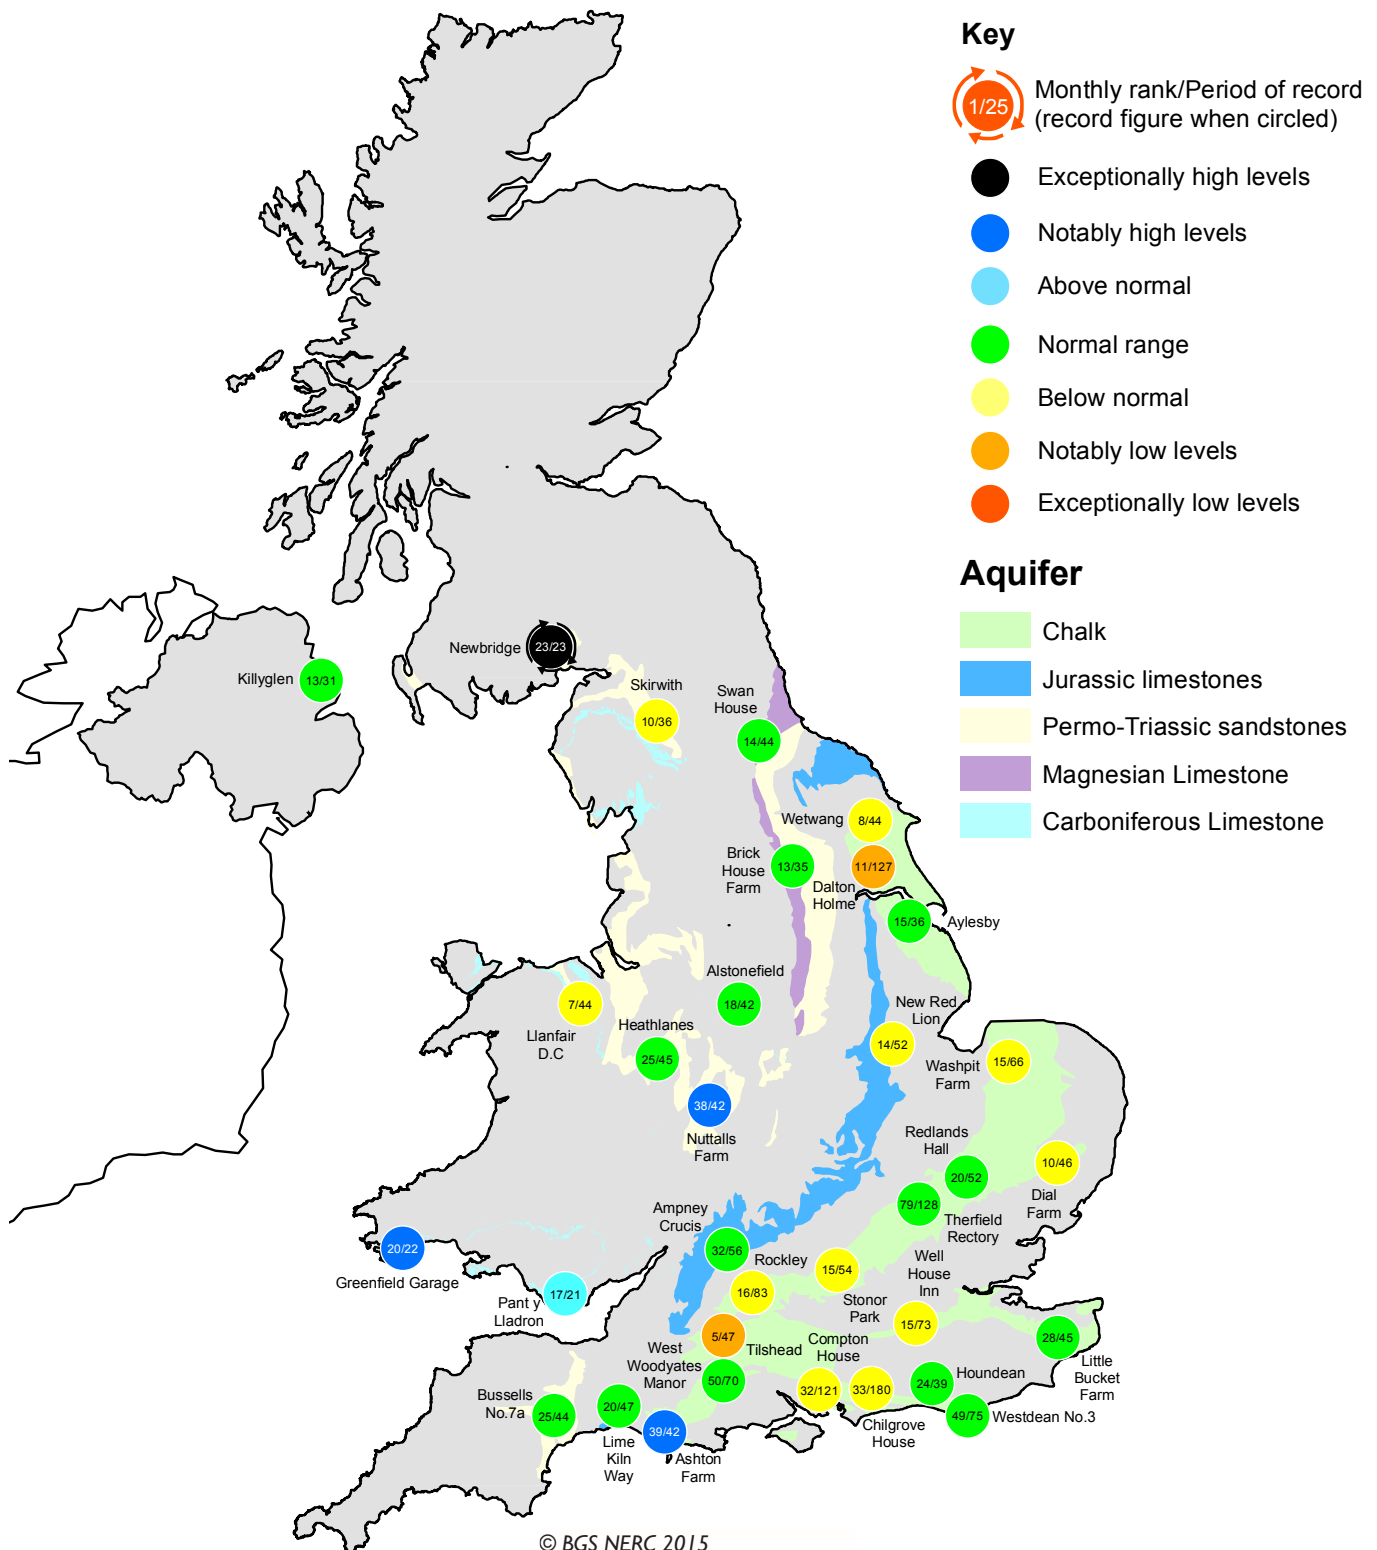 Key
1/25
Monthly rank/Period of record
(record figure when circled)
Exceptionally high levels
Notably high levels
Above normal
Normal range
Below normal
Notably low levels
Exceptionally low levels
Aquifer
Chalk
Jurassic limestones
Permo-Triassic sandstones
Magnesian Limestone
Carboniferous Limestone
Newbridge
23/23
Killyglen
13/31
Skirwith
10/36
Swan
House
14/44
Wetwang
8/44
Brick
House
Farm
13/35
11/127
Dalton
Holme
15/36
Aylesby
Alstonefield
18/42
7/44
Llanfair
D.C
Heathlanes
25/45
New Red
Lion
14/52
15/66
Washpit
Farm
38/42
Nuttalls
Farm
Redlands
Hall
20/52
10/46
Dial
Farm
79/128
Therfield
Rectory
Ampney
Crucis
32/56
20/22
Greenfield Garage
17/21
Pant y
Lladron
Rockley
16/83
15/54
Stonor
Park
Well
House
Inn
15/73
5/47
Tilshead
28/45
Little
Bucket
Farm
West
Woodyates
Manor
50/70
Compton
House
32/121
33/180
Chilgrove
House
24/39
Houndean
49/75
Westdean No.3
Bussells
No.7a
25/44
20/47
Lime
Kiln
Way
39/42
Ashton
Farm
© BGS NERC 2015